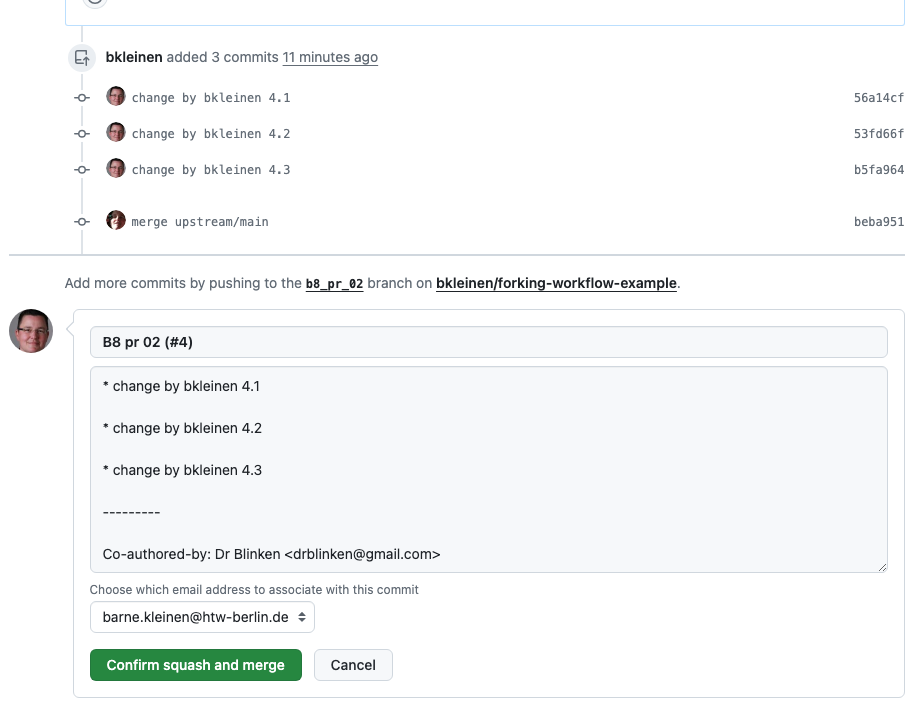 bkleinen added 3 commits 11 minutes ago
change by bkleinen 4.1 56a14cf
change by bkleinen 4.2 53fd66f
change by bkleinen 4.3 b5fa964
merge upstream/main beba951
Add more commits by pushing to the b8_pr_02 branch on bkleinen/forking-workflow-example.
B8 pr 02 (#4)
* change by bkleinen 4.1
* change by bkleinen 4.2
* change by bkleinen 4.3
---------
Co-authored-by: Dr Blinken <drblinken@gmail.com>
Choose which email address to associate with this commit
barne.kleinen@htw-berlin.de
Confirm squash and merge Cancel